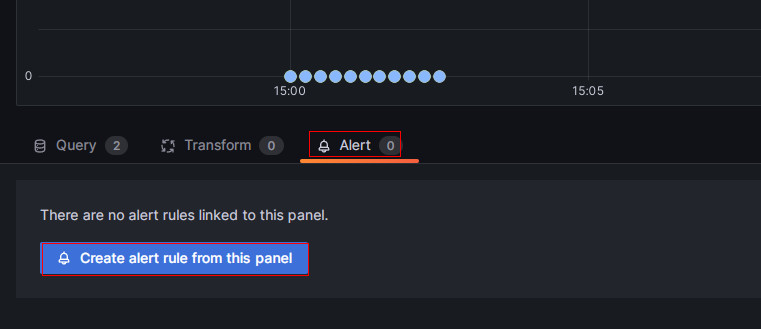 0
15:00 15:05
Query 2 Transform 0 Alert 0
There are no alert rules linked to this panel.
Create alert rule from this panel